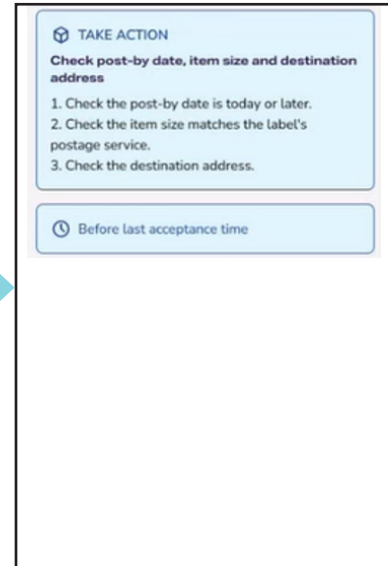 TAKE ACTION
Check post-by date, item size and destination
address
1. Check the post-by date is today or later.
2. Check the item size matches the label's
postage service.
3. Check the destination address.
Before last acceptance time